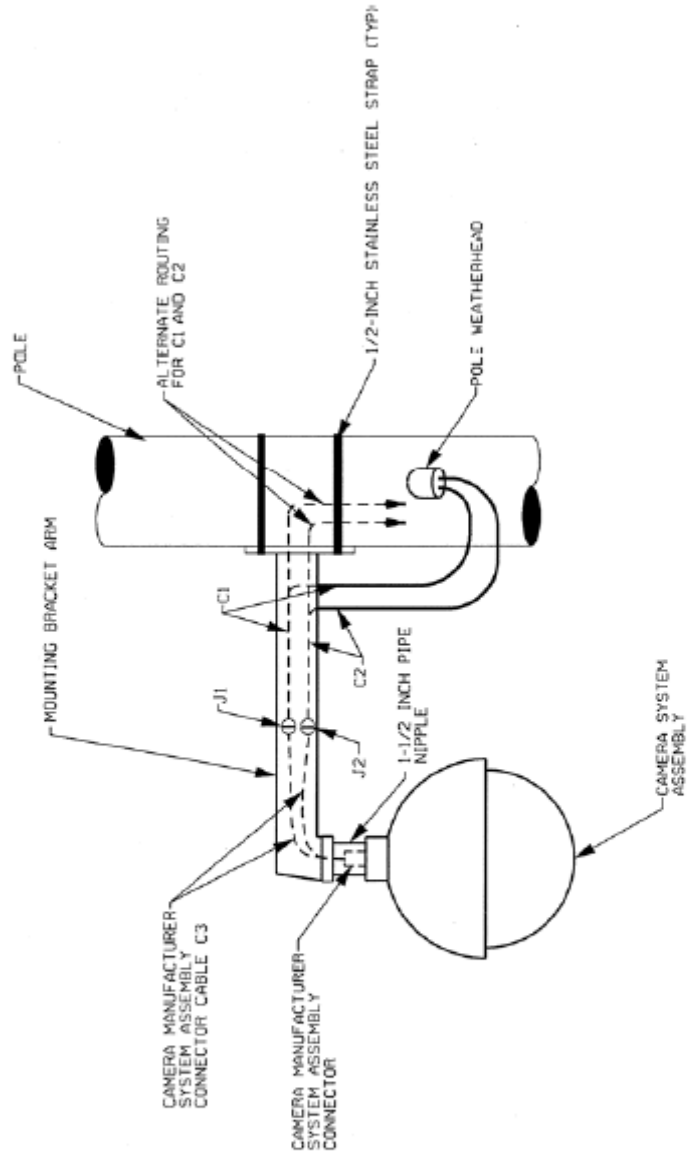 POLE
MOUNTING BRACKET ARM
ALTERNATE ROUTING
FOR C1 AND C2
1/2-INCH STAINLESS STEEL STRAP (TYP)
POLE WEATHERHEAD
C1
C2
J1
J2
1-1/2 INCH PIPE
NIPPLE
CAMERA SYSTEM
ASSEMBLY
CAMERA MANUFACTURER
SYSTEM ASSEMBLY
CONNECTOR CABLE C3
CAMERA MANUFACTURER
SYSTEM ASSEMBLY
CONNECTOR